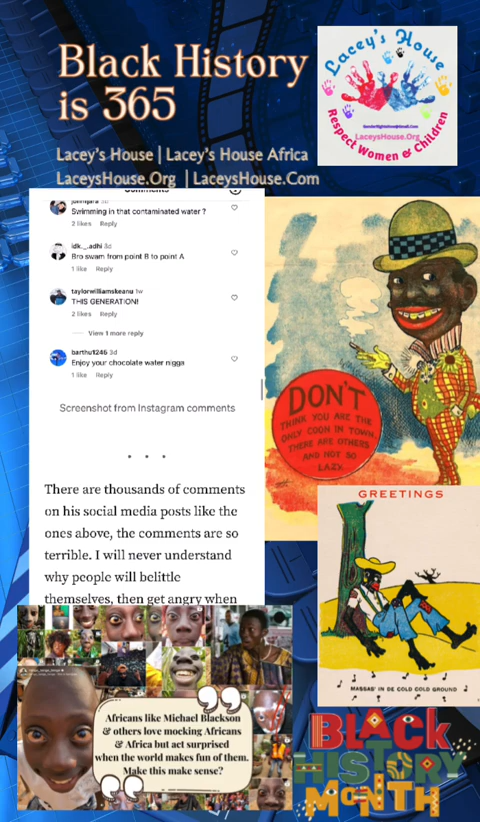 Black History
is 365
Lacey's House
Respect Women & Children
LaceysHouse.Org
Lacey's House | Lacey's House Africa
LaceysHouse.Org | LaceysHouse.Com
Comments
3d
Swimming in that contaminated water ?
2 likes Reply
idk._.adhi 3d
Bro swam from point B to point A
1 like Reply
taylorwilliamskeanu 1w
THIS GENERATION!
2 likes Reply
View 1 more reply
barthu1245 3d
Enjoy your chocolate water nigga
1 like Reply
Screenshot from Instagram comments
• • •
There are thousands of comments
on his social media posts like the
ones above, the comments are so
terrible. I will never understand
why people will belittle
themselves, then get angry when
DON'T
THINK YOU ARE THE
ONLY COON IN TOWN
THERE ARE OTHERS
AND NOT SO
LAZY.
GREETINGS
MASSAS' IN DE COLD COLD GROUND
Africans like Michael Blackson
& others love mocking Africans
& Africa but act surprised
when the world makes fun of them.
Make this make sense?
BLACK
HISTORY
MONTH